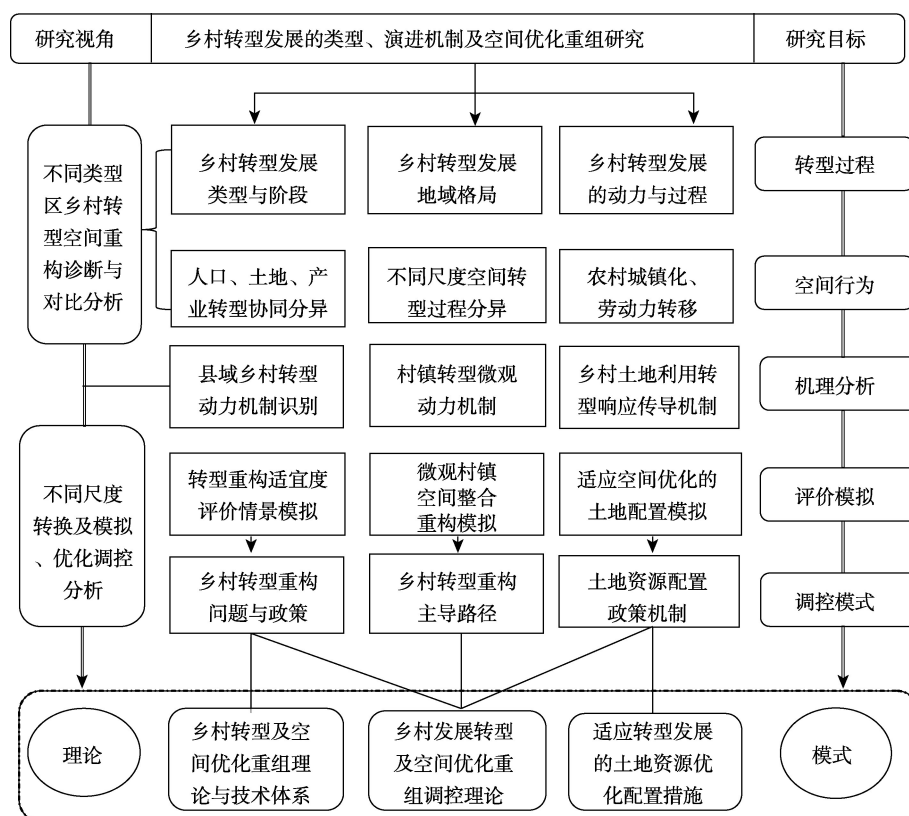 研究视角
乡村转型发展的类型、演进机制及空间优化重组研究
研究目标
不同类型
区乡村转
型空间重
构诊断与
对比分析
乡村转型发展
类型与阶段
乡村转型发展
地域格局
乡村转型发展
的动力与过程
转型过程
人口、土地、产
业转型协同分异
不同尺度空间转
型过程分异
农村城镇化、
劳动力转移
空间行为
县域乡村转型
动力机制识别
村镇转型微观
动力机制
乡村土地利用转
型响应传导机制
机理分析
不同尺度
转换及模拟
、优化调控
分析
转型重构适宜度
评价情景模拟
微观村镇
空间整合
重构模拟
适应空间优化的
土地配置模拟
评价模拟
乡村转型重构
问题与政策
乡村转型重构
主导路径
土地资源配置
政策机制
调控模式
理论
乡村转型及空
间优化重组理
论与技术体系
乡村发展转型
及空间优化重
组调控理论
适应转型发展
的土地资源优
化配置措施
模式